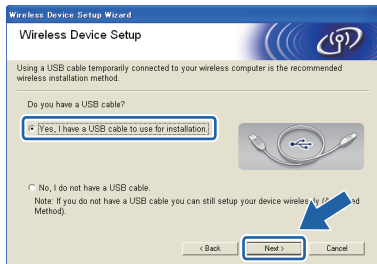 Wireless Device Setup Wizard
Wireless Device Setup
Using a USB cable temporarily connected to your wireless computer is the recommended
wireless installation method.
Do you have a USB cable?
Yes, I have a USB cable to use for installation.
No, I do not have a USB cable.
Note: If you do not have a USB cable you can still setup your device
Method).
< Back
Next >
Cancel